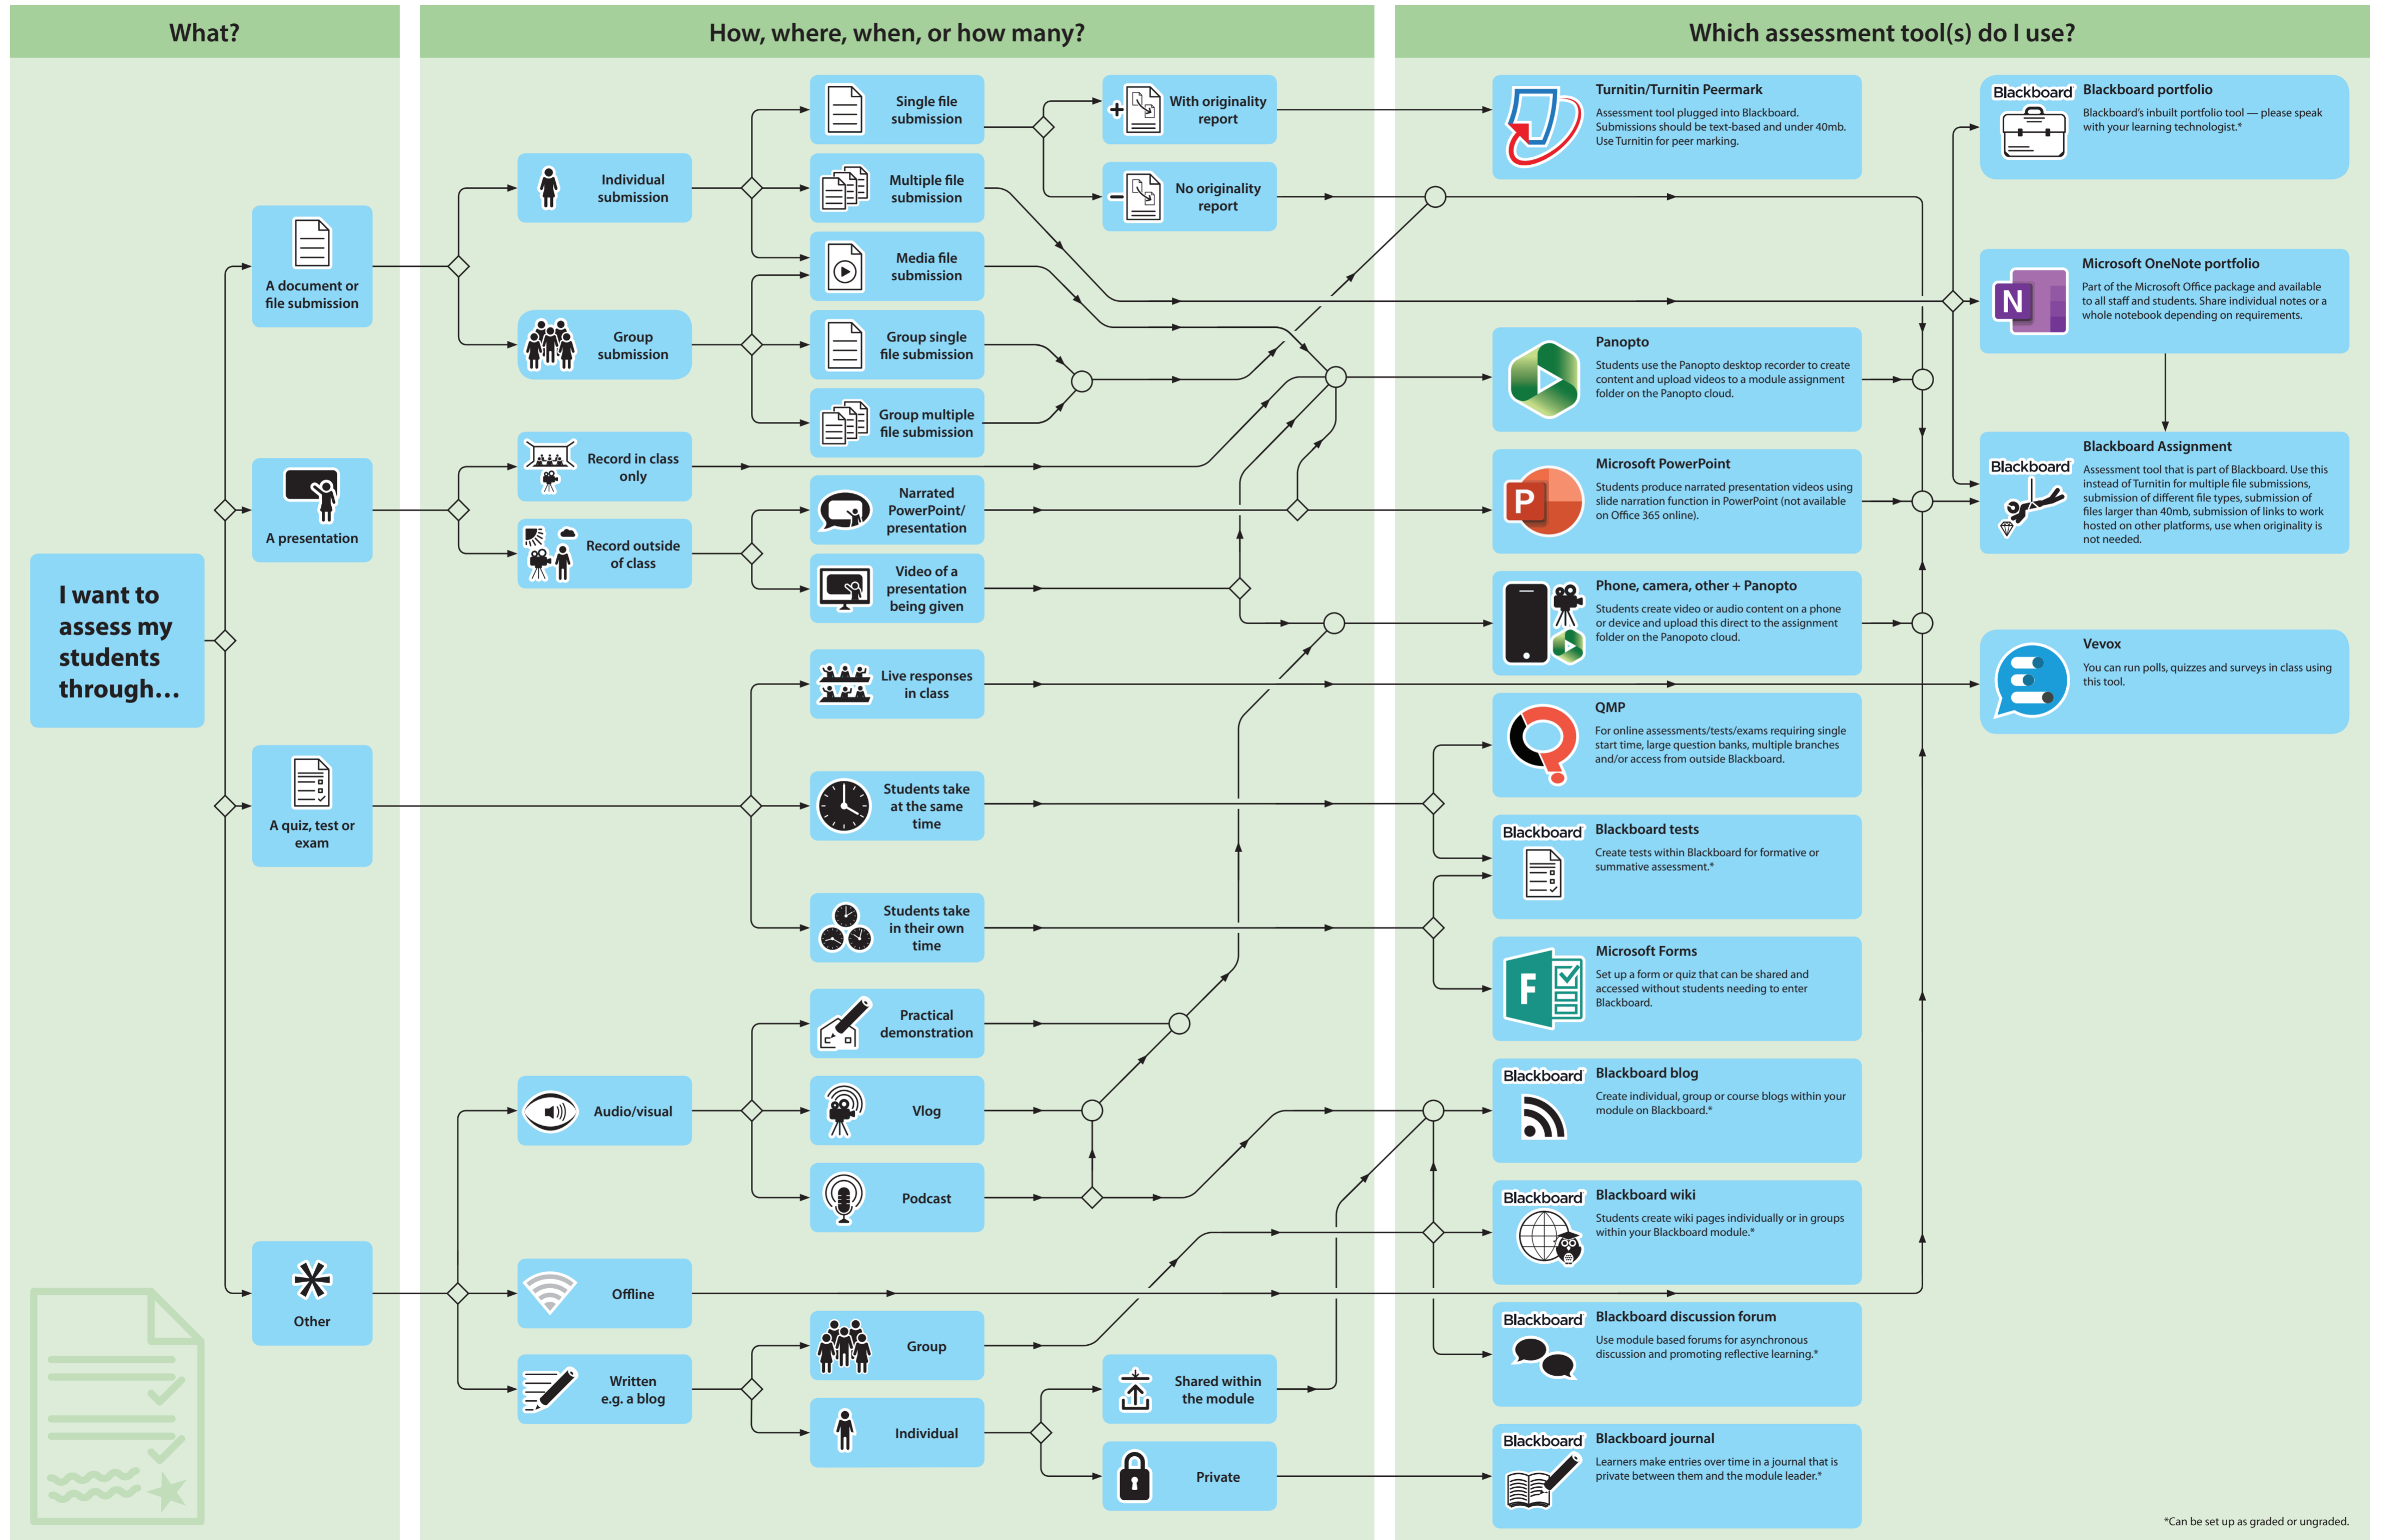 What?
How, where, when, or how many?
Which assessment tool(s) do I use?
I want to
assess my
students
through...
A document or
file submission
A presentation
A quiz, test or
exam
Other
Individual
submission
Group
submission
Record in class
only
Record outside
of class
Audio/visual
Offline
Written
e.g. a blog
Single file
submission
Multiple file
submission
Media file
submission
Group single
file submission
Group multiple
file submission
Narrated
PowerPoint/
presentation
Video of a
presentation
being given
Live responses
in class
Students take
at the same
time
Students take
in their own
time
Practical
demonstration
Vlog
Podcast
Group
Individual
With originality
report
No originality
report
Shared within
the module
Private
Turnitin/Turnitin Peermark
Assessment tool plugged into Blackboard.
Submissions should be text-based and under 40mb.
Use Turnitin for peer marking.
Panopto
Students use the Panopto desktop recorder to create
content and upload videos to a module assignment
folder on the Panopto cloud.
P
Microsoft PowerPoint
Students produce narrated presentation videos using
slide narration function in PowerPoint (not available
on Office 365 online).
Phone, camera, other + Panopto
Students create video or audio content on a phone
or device and upload this direct to the assignment
folder on the Panopoto cloud.
QMP
For online assessments/tests/exams requiring single
start time, large question banks, multiple branches
and/or access from outside Blackboard.
Blackboard
Blackboard tests
Create tests within Blackboard for formative or
summative assessment.*
F
Microsoft Forms
Set up a form or quiz that can be shared and
accessed without students needing to enter
Blackboard.
Blackboard
Blackboard blog
Create individual, group or course blogs within your
module on Blackboard.*
Blackboard
Blackboard wiki
Students create wiki pages individually or in groups
within your Blackboard module.*
Blackboard
Blackboard discussion forum
Use module based forums for asynchronous
discussion and promoting reflective learning.*
Blackboard
Blackboard journal
Learners make entries over time in a journal that is
private between them and the module leader.*
Blackboard
Blackboard portfolio
Blackboard's inbuilt portfolio tool — please speak
with your learning technologist.*
N
Microsoft OneNote portfolio
Part of the Microsoft Office package and available
to all staff and students. Share individual notes or a
whole notebook depending on requirements.
Blackboard
Blackboard Assignment
Assessment tool that is part of Blackboard. Use this
instead of Turnitin for multiple file submissions,
submission of different file types, submission of
files larger than 40mb, submission of links to work
hosted on other platforms, use when originality is
not needed.
Vevox
You can run polls, quizzes and surveys in class using
this tool.
*Can be set up as graded or ungraded.